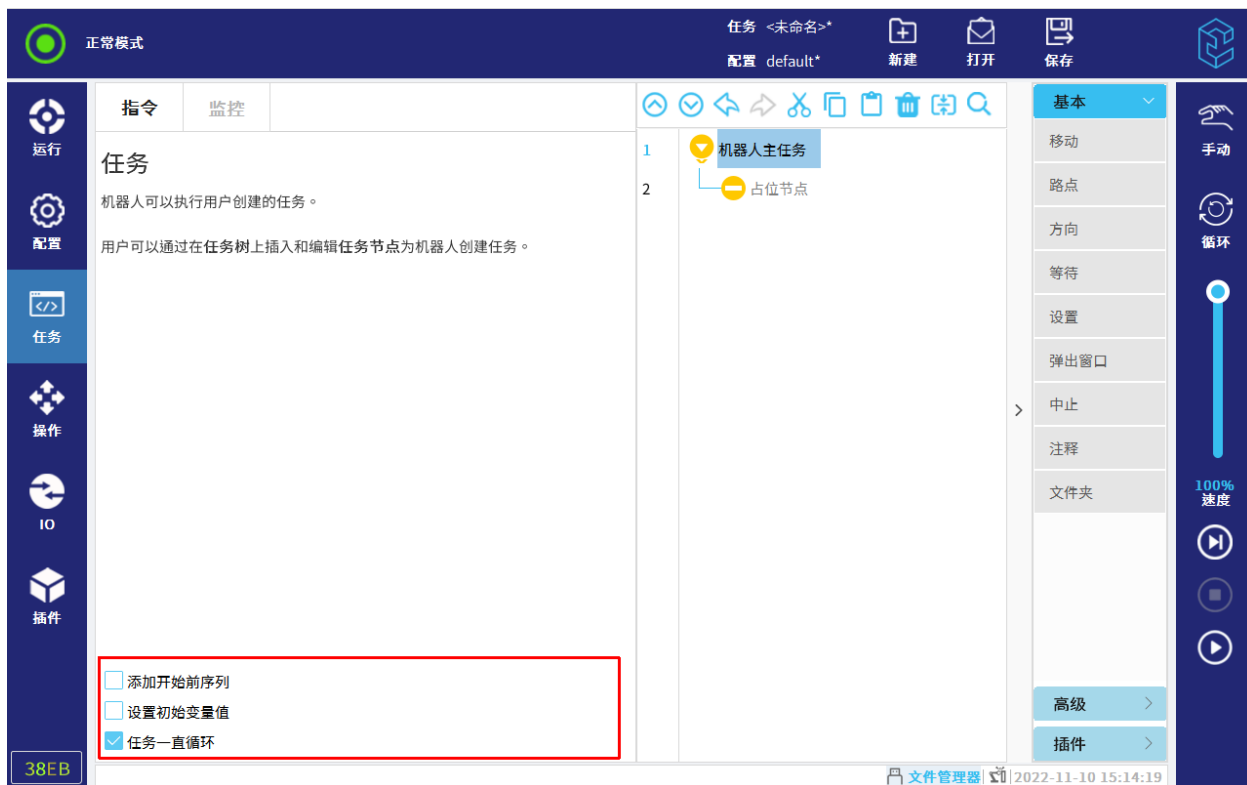 正常模式
任务 <未命名>*
配置 default*
新建
打开
保存
运行
配置
任务
操作
IO
插件
38EB
指令
监控
任务
机器人可以执行用户创建的任务。
用户可以通过在任务树上插入和编辑任务节点为机器人创建任务。
添加开始前序列
设置初始变量值
任务一直循环
1 机器人主任务
2 占位节点
基本
移动
路点
方向
等待
设置
弹出窗口
中止
注释
文件夹
高级
插件
手动
循环
100%
速度
文件管理器
2022-11-10 15:14:19